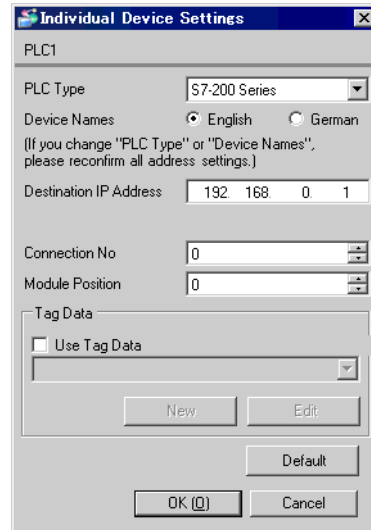 Individual Device Settings
PLC1
PLC Type S7-200 Series
Device Names English German
(If you change "PLC Type" or "Device Names",
please reconfirm all address settings.)
Destination IP Address 192. 168. 0. 1
Connection No 0
Module Position 0
Tag Data
Use Tag Data
New Edit
Default
OK (O) Cancel